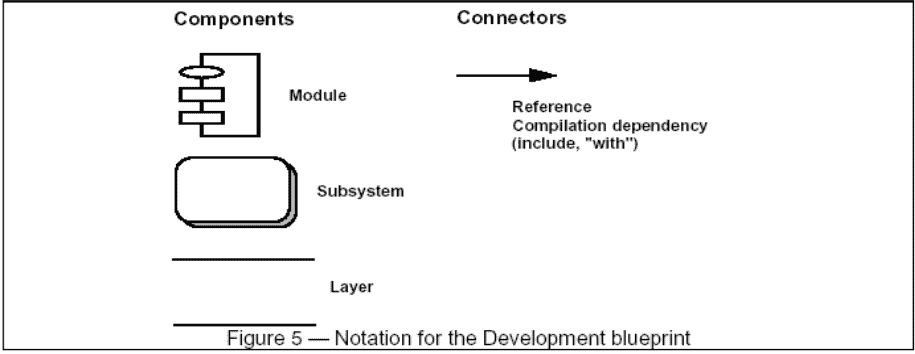 Components
Connectors
Module
Reference
Compilation dependency
(include, "with")
Subsystem
Layer
Figure 5 — Notation for the Development blueprint